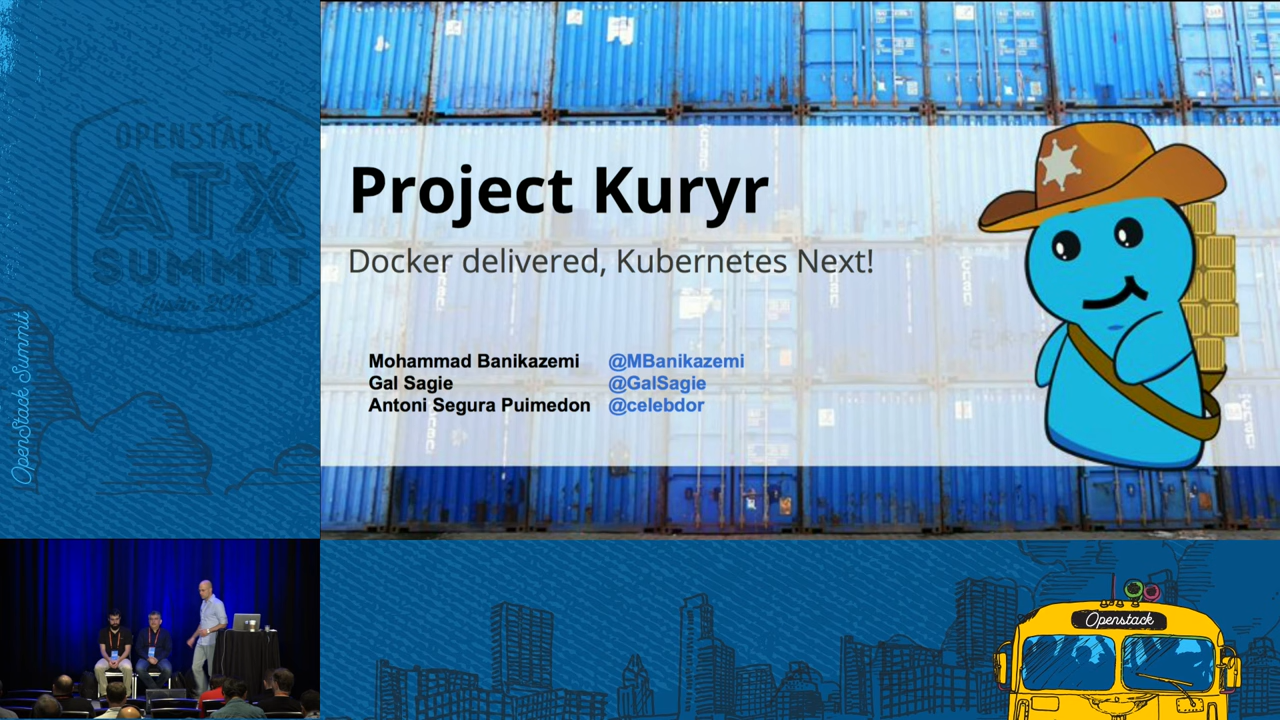 OPENSTACK
ATX
SUMMIT
Austin 2016
OpenStack Summit
Project Kuryr
Docker delivered, Kubernetes Next!
Mohammad Banikazemi @MBanikazemi
Gal Sagie @GalSagie
Antoni Segura Puimedon @celebdor
Openstack